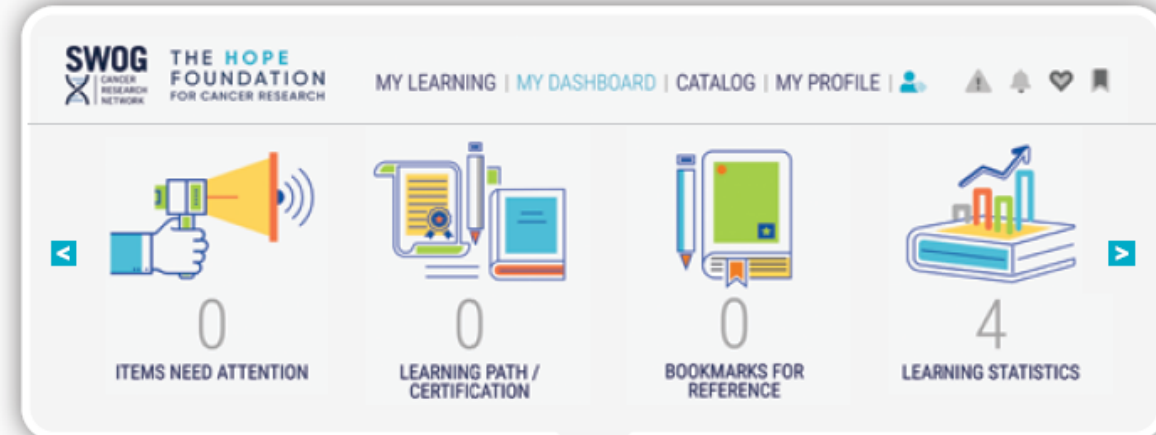 SWOG
CANCER
RESEARCH
NETWORK
THE HOPE
FOUNDATION
FOR CANCER RESEARCH
MY LEARNING | MY DASHBOARD | CATALOG | MY PROFILE |
<
>
0
ITEMS NEED ATTENTION
0
LEARNING PATH /
CERTIFICATION
0
BOOKMARKS FOR
REFERENCE
4
LEARNING STATISTICS